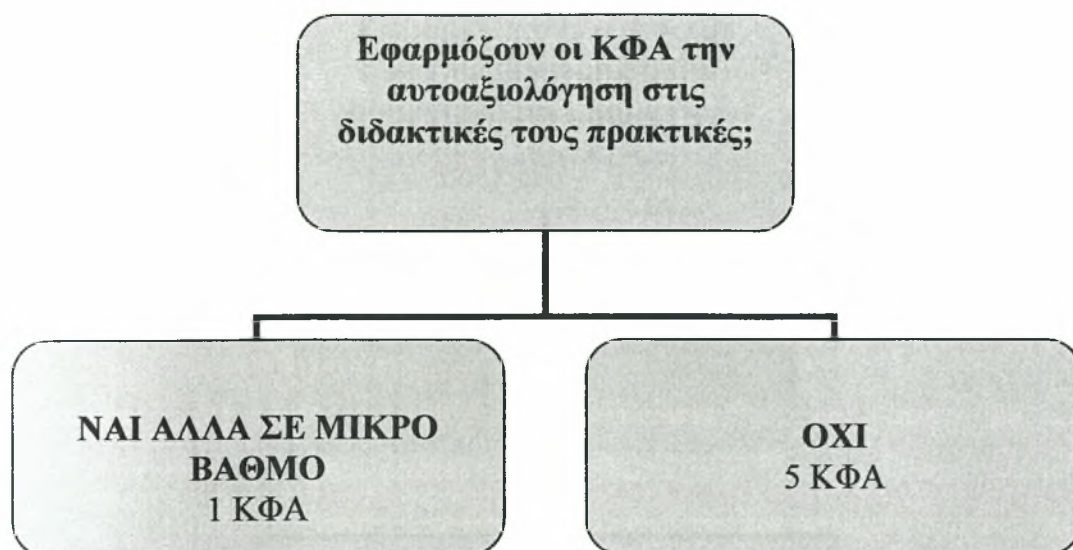 Εφαρμόζουν οι ΚΦΑ την
αυτοαξιολόγηση στις
διδακτικές τους πρακτικές;
ΝΑΙ ΑΛΛΑ ΣΕ ΜΙΚΡΟ
ΒΑΘΜΟ
1 ΚΦΑ
ΟΧΙ
5 ΚΦΑ